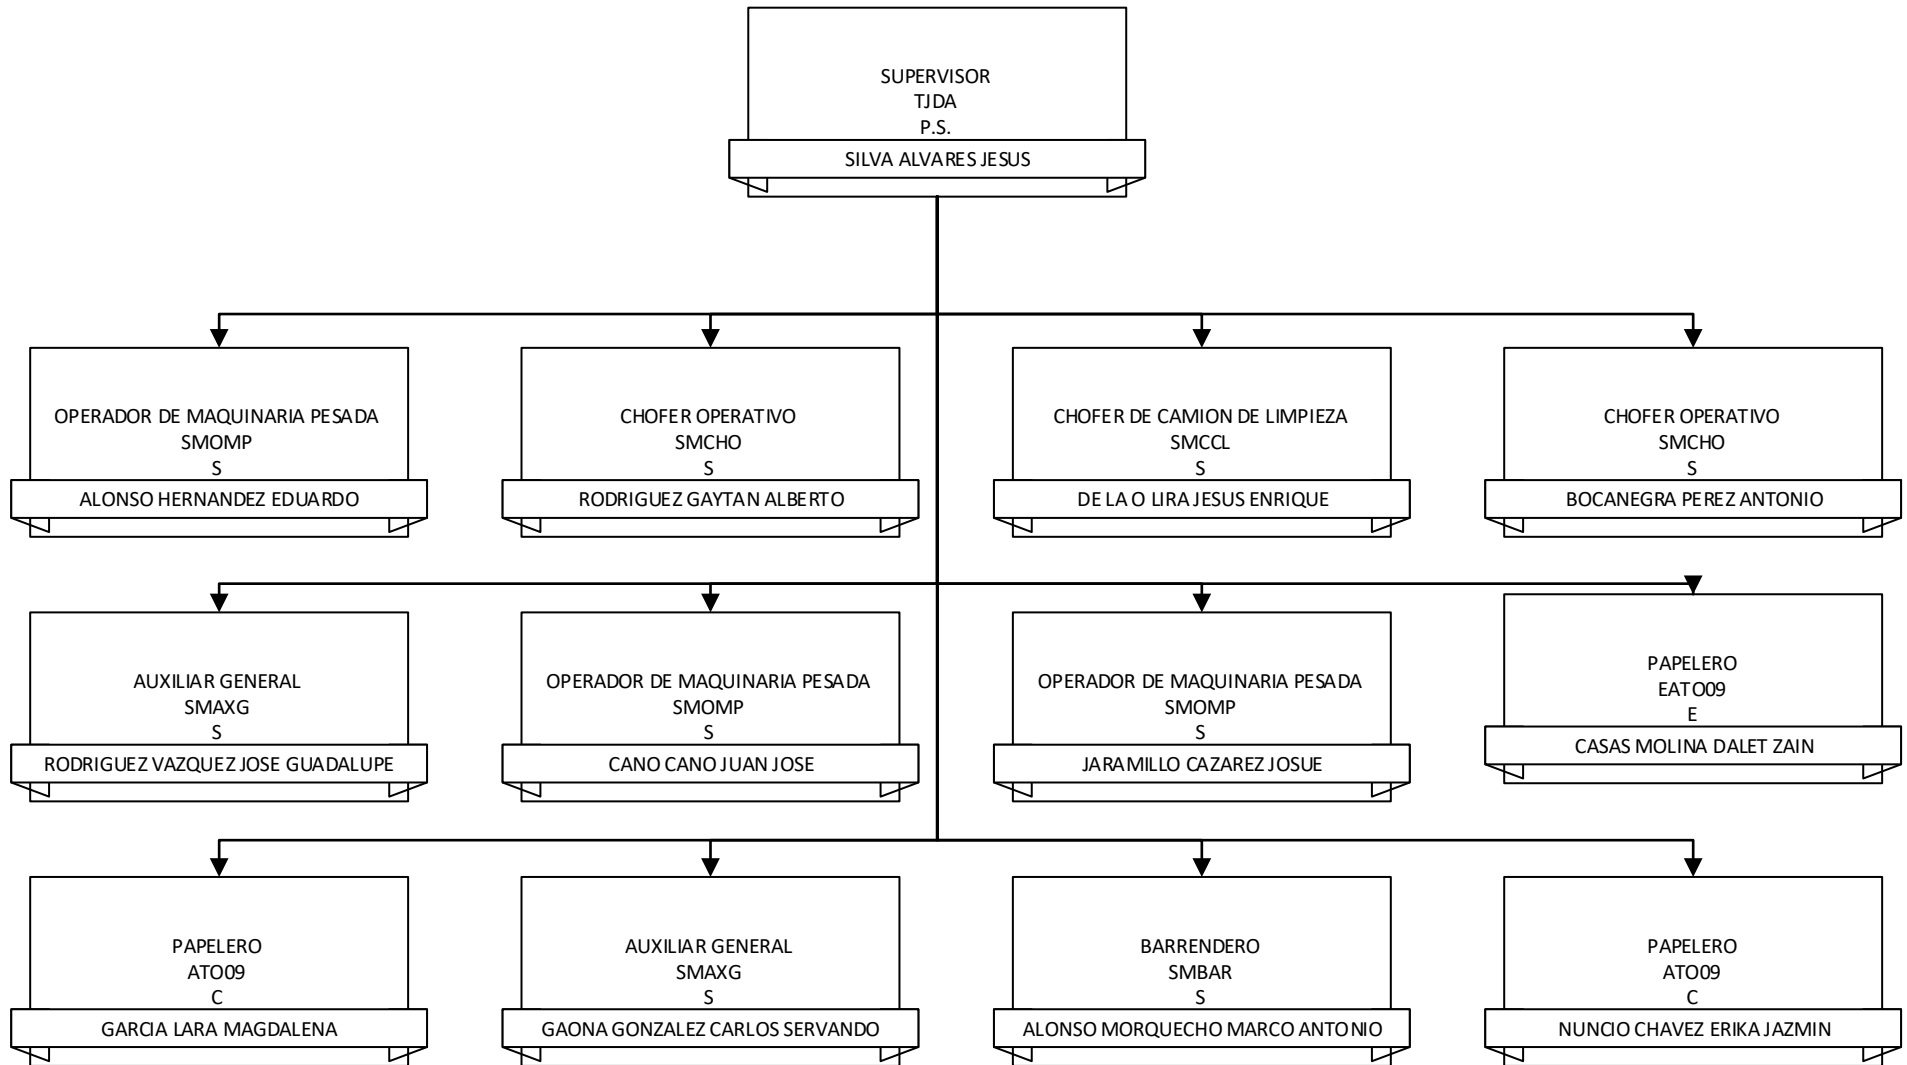 SUPERVISOR
TJDA
P.S.
SILVA ALVARES JESUS
OPERADOR DE MAQUINARIA PESADA
SMOMP
S
ALONSO HERNANDEZ EDUARDO
CHOFER OPERATIVO
SMCHO
S
RODRIGUEZ GAYTAN ALBERTO
CHOFER DE CAMION DE LIMPIEZA
SMCCL
S
DE LA O LIRA JESUS ENRIQUE
CHOFER OPERATIVO
SMCHO
S
BOCANEGRA PEREZ ANTONIO
AUXILIAR GENERAL
SMAXG
S
RODRIGUEZ VAZQUEZ JOSE GUADALUPE
OPERADOR DE MAQUINARIA PESADA
SMOMP
S
CANO CANO JUAN JOSE
OPERADOR DE MAQUINARIA PESADA
SMOMP
S
JARAMILLO CAZAREZ JOSUE
PAPELERO
EATO09
E
CASAS MOLINA DALET ZAIN
PAPELERO
ATO09
C
GARCIA LARA MAGDALENA
AUXILIAR GENERAL
SMAXG
S
GAONA GONZALEZ CARLOS SERVANDO
BARRENDERO
SMBAR
S
ALONSO MORQUECHO MARCO ANTONIO
PAPELERO
ATO09
C
NUNCIO CHAVEZ ERIKA JAZMIN